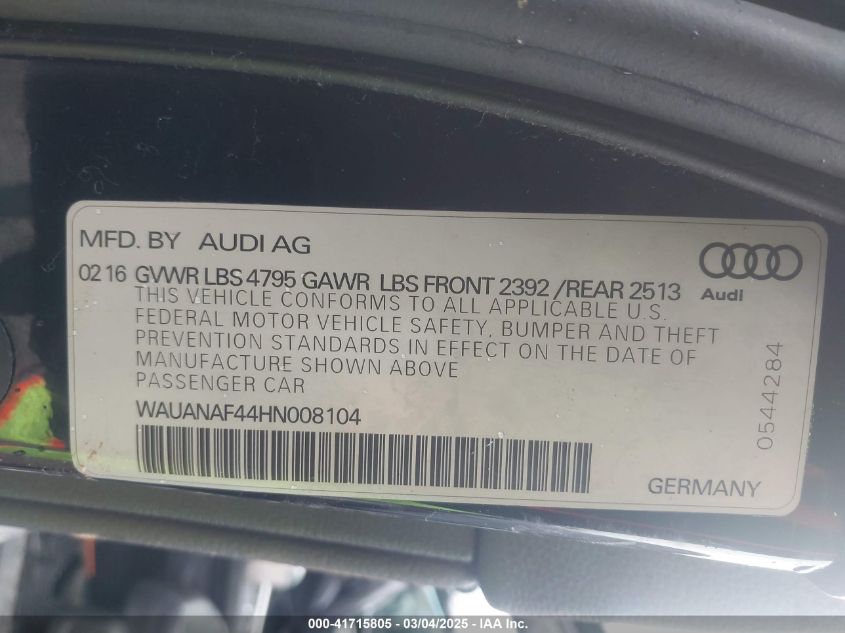 MFD. BY AUDI AG
02 16 GVWR LBS 4795 GAWR LBS FRONT 2392 /REAR 2513
THIS VEHICLE CONFORMS TO ALL APPLICABLE U.S.
FEDERAL MOTOR VEHICLE SAFETY, BUMPER AND THEFT
PREVENTION STANDARDS IN EFFECT ON THE DATE OF
MANUFACTURE SHOWN ABOVE
PASSENGER CAR
WAUANAF44HN008104
Audi
0544284
GERMANY
000-41715805 - 03/04/2025 - IAA Inc.